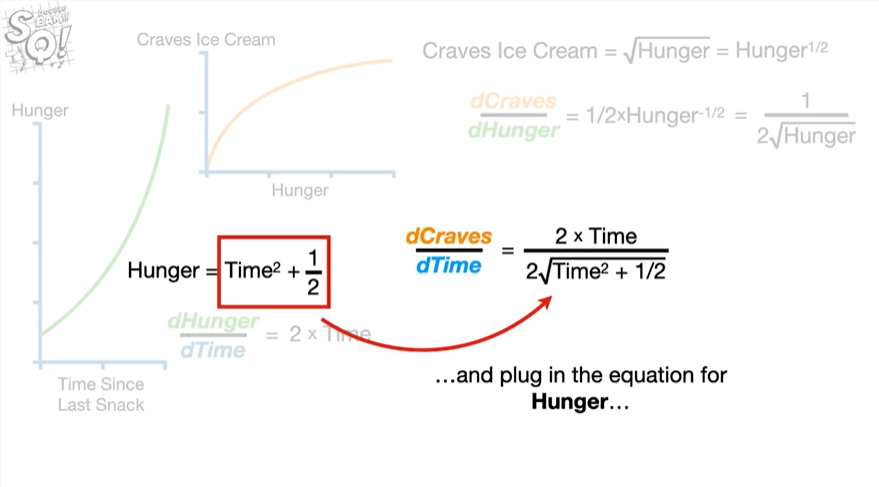 SQ!
Craves Ice Cream
Craves Ice Cream = √Hunger = Hunger¹/²
Hunger
dCraves
dHunger
= 1/2×Hunger⁻¹/² =
1
2√Hunger
Hunger
Hunger = Time² + 1/2
dCraves
dTime
=
2 × Time
2√Time² + 1/2
dHunger
dTime
= 2 × Time
Time Since
Last Snack
...and plug in the equation for
Hunger...